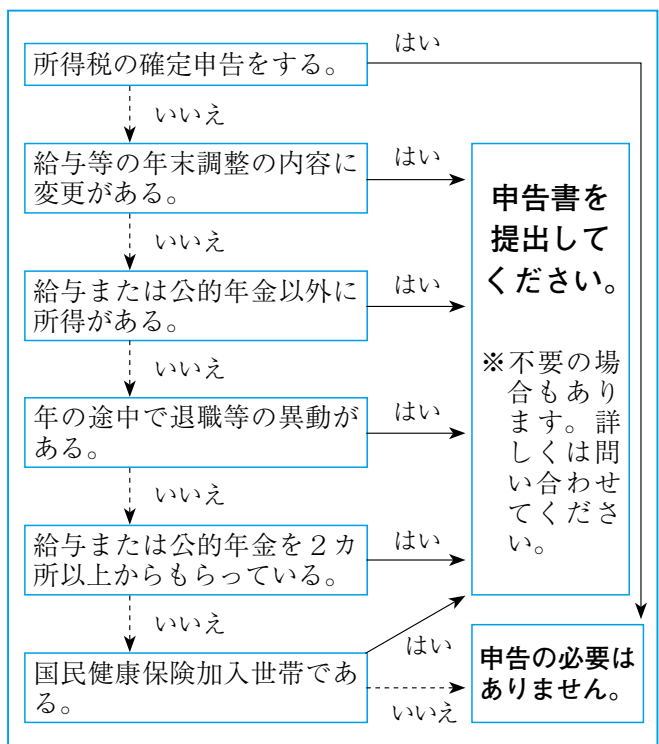 所得税の確定申告をする。
はい
いいえ
給与等の年末調整の内容に
変更がある。
はい
いいえ
給与または公的年金以外に
所得がある。
はい
いいえ
年の途中で退職等の異動が
ある。
はい
いいえ
給与または公的年金を２カ
所以上からもらっている。
はい
いいえ
国民健康保険加入世帯であ
る。
はい
いいえ
申告書を
提出して
ください。
※不要の場
合もあり
ます。詳
しくは問
い合わせ
てくださ
い。
申告の必要は
ありません。